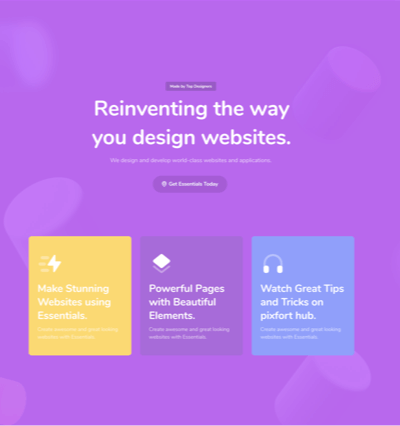 Made by Top Designers
Reinventing the way
you design websites.
We design and develop world-class websites and applications.
Get Essentials Today
Make Stunning
Websites using
Essentials.
Create awesome and great looking
websites with Essentials.
Powerful Pages
with Beautiful
Elements.
Create awesome and great looking
websites with Essentials.
Watch Great Tips
and Tricks on
pixfort hub.
Create awesome and great looking
websites with Essentials.